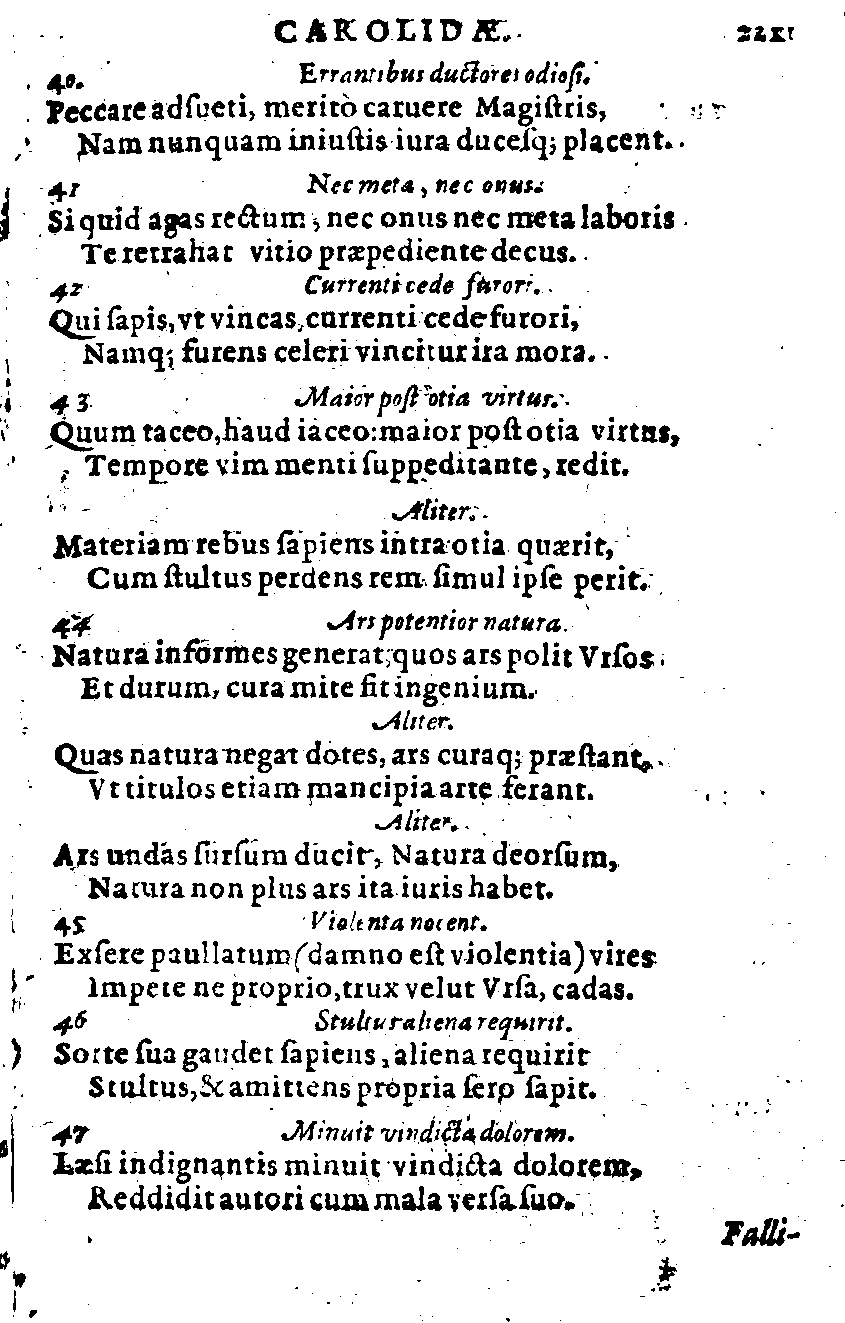 CAROLIDÆ.
40.
Errantibus ductores odiosi.
Peccare adſueti, meritò caruere Magiſtris,
Nam nunquam iniuſtis iura duceſq; placent.
41
Nec meta, nec onus.
Si quid agas rectum, nec onus nec meta laboris
Te retrahat vitio præpediente decus.
42
Currenti cede furori.
Qui ſapis, vt vincas, currenti cede furori,
Namq; furens celeri vincitur ira mora.
43
Maior poſt otia virtus.
Quum taceo, haud iaceo: maior poſt otia virtus,
Tempore vim menti ſuppeditante, redit.
Aliter.
Materiam rebus ſapiens intra otia quærit,
Cum ſtultus perdens rem ſimul ipſe perit.
44
Ars potentior natura.
Natura informes generat, quos ars polit Vrſos.
Et durum, cura mite fit ingenium.
Aliter.
Quas natura negat dotes, ars curaq; præſtant,
Vt titulos etiam mancipia arte ferant.
Aliter.
Ars undas ſurſum ducit, Natura deorſum,
Natura non plus ars ita iuris habet.
45
Violenta nocent.
Exſere paullatum (damno eſt violentia) vires
Impete ne proprio, trux velut Vrſa, cadas.
46
Stultus aliena requirit.
Sorte ſua gaudet ſapiens, aliena requirit
Stultus, & amittens propria ſero ſapit.
47
Minuit vindicta dolorem.
Læſi indignantis minuit vindicta dolorem,
Reddidit autori cum mala verſa ſuo.
Falli-